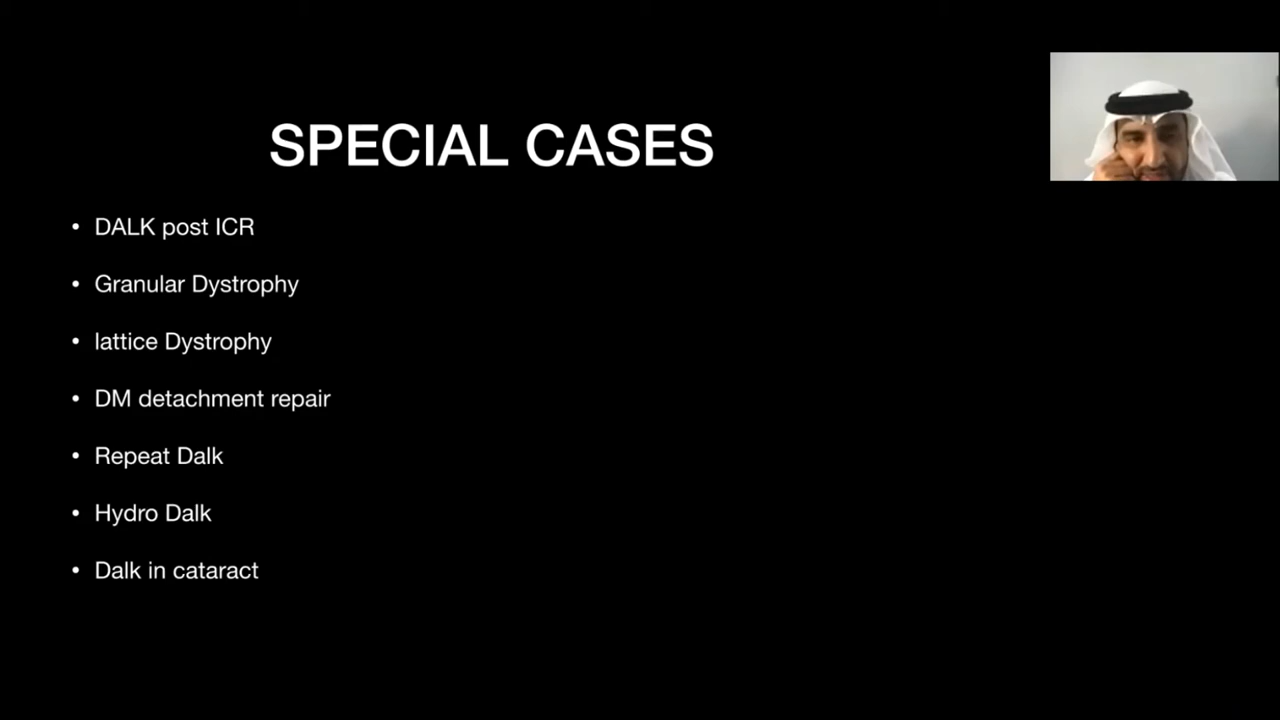 SPECIAL CASES
• DALK post ICR
• Granular Dystrophy
• lattice Dystrophy
• DM detachment repair
• Repeat Dalk
• Hydro Dalk
• Dalk in cataract